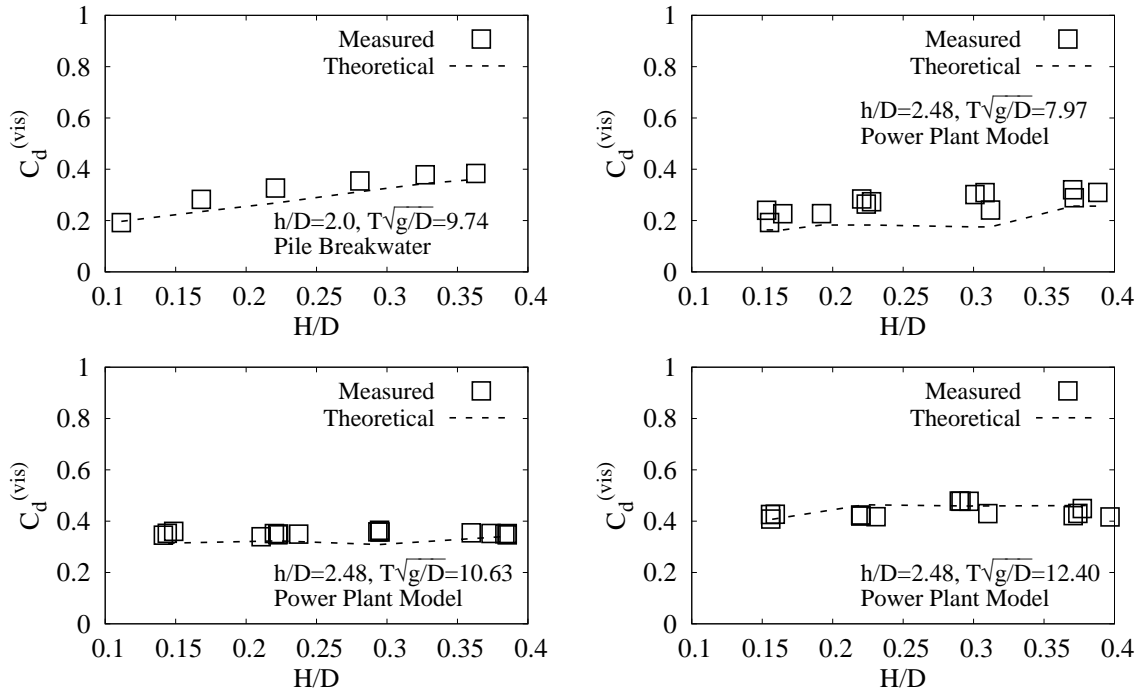 1
0.8
0.6
0.4
0.2
0
0.1 0.15 0.2 0.25 0.3 0.35 0.4
C_d^(vis)
H/D
Measured
Theoretical
h/D=2.0, T√g/D=9.74
Pile Breakwater
1
0.8
0.6
0.4
0.2
0
0.1 0.15 0.2 0.25 0.3 0.35 0.4
C_d^(vis)
H/D
Measured
Theoretical
h/D=2.48, T√g/D=7.97
Power Plant Model
1
0.8
0.6
0.4
0.2
0
0.1 0.15 0.2 0.25 0.3 0.35 0.4
C_d^(vis)
H/D
Measured
Theoretical
h/D=2.48, T√g/D=10.63
Power Plant Model
1
0.8
0.6
0.4
0.2
0
0.1 0.15 0.2 0.25 0.3 0.35 0.4
C_d^(vis)
H/D
Measured
Theoretical
h/D=2.48, T√g/D=12.40
Power Plant Model